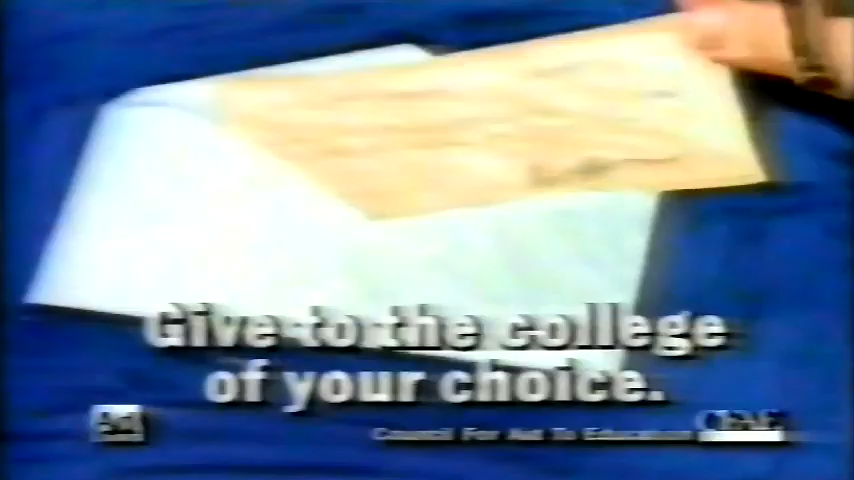 Give to the college
of your choice.
Ad
Council For Aid To Education CFAE